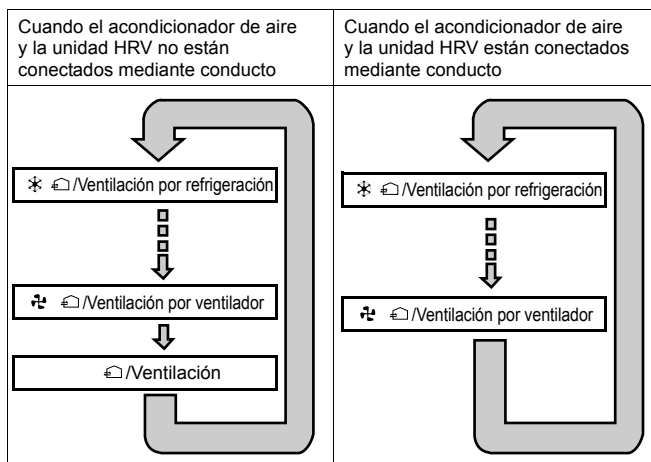 Cuando el acondicionador de aire
y la unidad HRV no están
conectados mediante conducto
Cuando el acondicionador de aire
y la unidad HRV están conectados
mediante conducto
/Ventilación por refrigeración
/Ventilación por ventilador
/Ventilación
/Ventilación por refrigeración
/Ventilación por ventilador